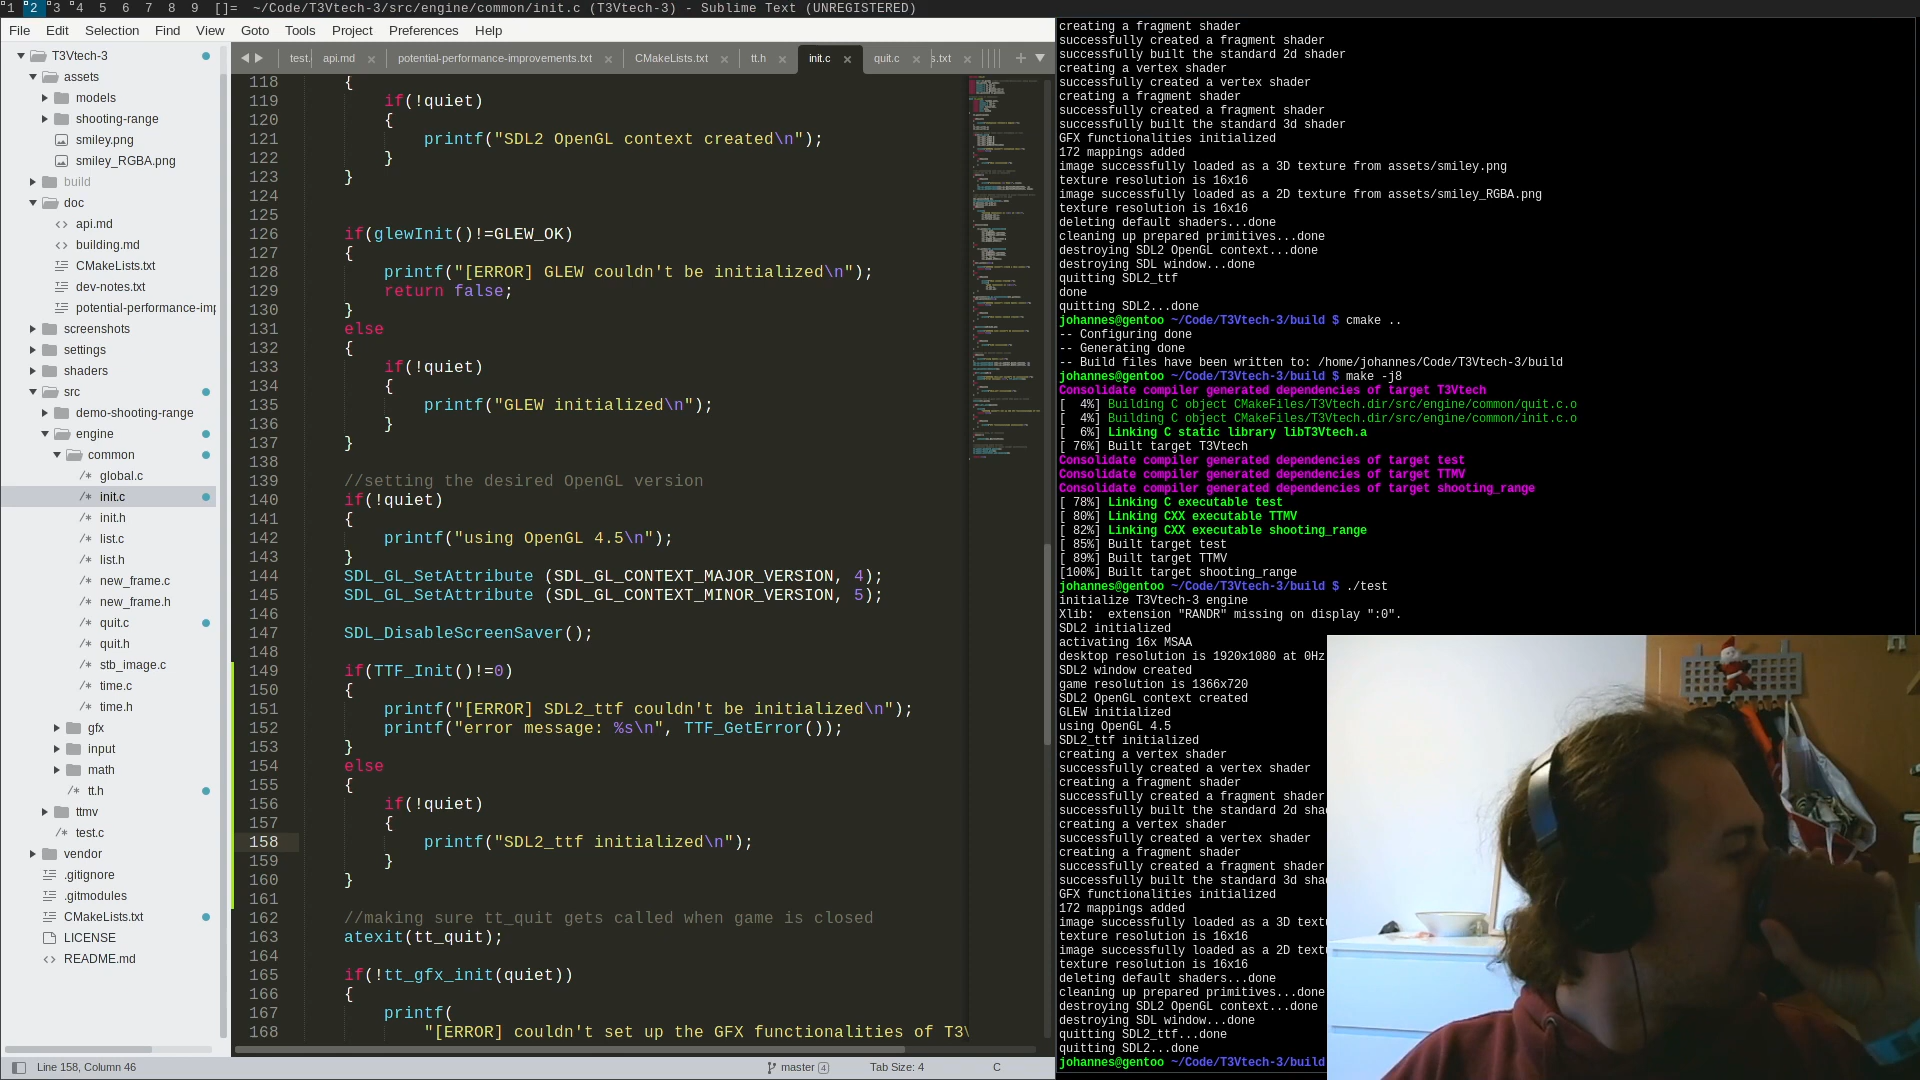 1 2 3 4 5 6 7 8 9 []= ~/Code/T3Vtech-3/src/engine/common/init.c (T3Vtech-3) - Sublime Text (UNREGISTERED)
File Edit Selection Find View Goto Tools Project Preferences Help
T3Vtech-3
assets
models
shooting-range
smiley.png
smiley_RGBA.png
build
doc
api.md
building.md
CMakeLists.txt
dev-notes.txt
potential-performance-imp
screenshots
settings
shaders
src
demo-shooting-range
engine
common
global.c
init.c
init.h
list.c
list.h
new_frame.c
new_frame.h
quit.c
quit.h
stb_image.c
time.c
time.h
gfx
input
math
tt.h
ttmv
test.c
vendor
.gitignore
.gitmodules
CMakeLists.txt
LICENSE
README.md
test. api.md potential-performance-improvements.txt CMakeLists.txt tt.h init.c quit.c s.txt
118 {
119 if(!quiet)
120 {
121 printf("SDL2 OpenGL context created\n");
122 }
123 }
124
125
126 if(glewInit()!=GLEW_OK)
127 {
128 printf("[ERROR] GLEW couldn't be initialized\n");
129 return false;
130 }
131 else
132 {
133 if(!quiet)
134 {
135 printf("GLEW initialized\n");
136 }
137 }
138
139 //setting the desired OpenGL version
140 if(!quiet)
141 {
142 printf("using OpenGL 4.5\n");
143 }
144 SDL_GL_SetAttribute (SDL_GL_CONTEXT_MAJOR_VERSION, 4);
145 SDL_GL_SetAttribute (SDL_GL_CONTEXT_MINOR_VERSION, 5);
146
147 SDL_DisableScreenSaver();
148
149 if(TTF_Init()!=0)
150 {
151 printf("[ERROR] SDL2_ttf couldn't be initialized\n");
152 printf("error message: %s\n", TTF_GetError());
153 }
154 else
155 {
156 if(!quiet)
157 {
158 printf("SDL2_ttf initialized\n");
159 }
160 }
161
162 //making sure tt_quit gets called when game is closed
163 atexit(tt_quit);
164
165 if(!tt_gfx_init(quiet))
166 {
167 printf(
168 "[ERROR] couldn't set up the GFX functionalities of T3\
Line 158, Column 46 master 4 Tab Size: 4 C
creating a fragment shader
successfully created a fragment shader
successfully built the standard 2d shader
creating a vertex shader
successfully created a vertex shader
creating a fragment shader
successfully created a fragment shader
successfully built the standard 3d shader
GFX functionalities initialized
172 mappings added
image successfully loaded as a 3D texture from assets/smiley.png
texture resolution is 16x16
image successfully loaded as a 2D texture from assets/smiley_RGBA.png
texture resolution is 16x16
deleting default shaders...done
cleaning up prepared primitives...done
destroying SDL2 OpenGL context...done
destroying SDL window...done
quitting SDL2_ttf
done
quitting SDL2...done
johannes@gentoo ~/Code/T3Vtech-3/build $ cmake ..
-- Configuring done
-- Generating done
-- Build files have been written to: /home/johannes/Code/T3Vtech-3/build
johannes@gentoo ~/Code/T3Vtech-3/build $ make -j8
Consolidate compiler generated dependencies of target T3Vtech
[  4%] Building C object CMakeFiles/T3Vtech.dir/src/engine/common/quit.c.o
[  4%] Building C object CMakeFiles/T3Vtech.dir/src/engine/common/init.c.o
[  6%] Linking C static library libT3Vtech.a
[ 76%] Built target T3Vtech
Consolidate compiler generated dependencies of target test
Consolidate compiler generated dependencies of target TTMV
Consolidate compiler generated dependencies of target shooting_range
[ 78%] Linking C executable test
[ 80%] Linking CXX executable TTMV
[ 82%] Linking CXX executable shooting_range
[ 85%] Built target test
[ 89%] Built target TTMV
[100%] Built target shooting_range
johannes@gentoo ~/Code/T3Vtech-3/build $ ./test
initialize T3Vtech-3 engine
Xlib:  extension "RANDR" missing on display ":0".
SDL2 initialized
activating 16x MSAA
desktop resolution is 1920x1080 at 0Hz
SDL2 window created
game resolution is 1366x720
SDL2 OpenGL context created
GLEW initialized
using OpenGL 4.5
SDL2_ttf initialized
creating a vertex shader
successfully created a vertex shader
creating a fragment shader
successfully created a fragment shader
successfully built the standard 2d sha
creating a vertex shader
successfully created a vertex shader
creating a fragment shader
successfully created a fragment shader
successfully built the standard 3d sha
GFX functionalities initialized
172 mappings added
image successfully loaded as a 3D text
texture resolution is 16x16
image successfully loaded as a 2D text
texture resolution is 16x16
deleting default shaders...done
cleaning up prepared primitives...done
destroying SDL2 OpenGL context...done
destroying SDL window...done
quitting SDL2_ttf...done
quitting SDL2...done
johannes@gentoo ~/Code/T3Vtech-3/build